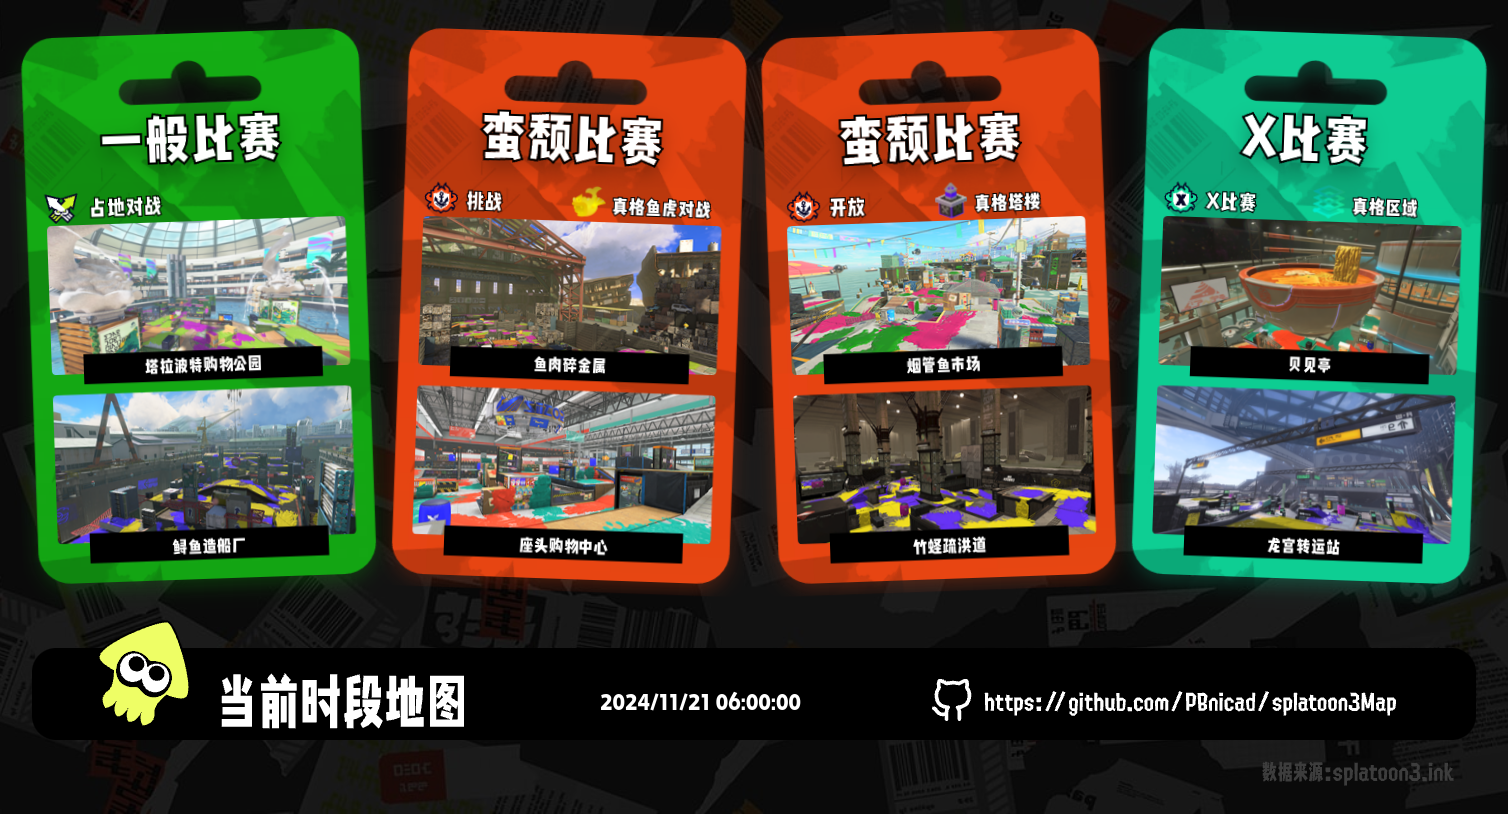 一般比赛
占地对战
塔拉波特购物公园
鲟鱼造船厂
蛮颓比赛
挑战
真格鱼虎对战
鱼肉碎金属
座头购物中心
蛮颓比赛
开放
真格塔楼
烟管鱼市场
竹蛏疏洪道
X比赛
X比赛
真格区域
贝见亭
龙宫转运站
当前时段地图
2024/11/21 06:00:00
https://github.com/PBnicad/splatoon3Map
数据来源:splatoon3.ink